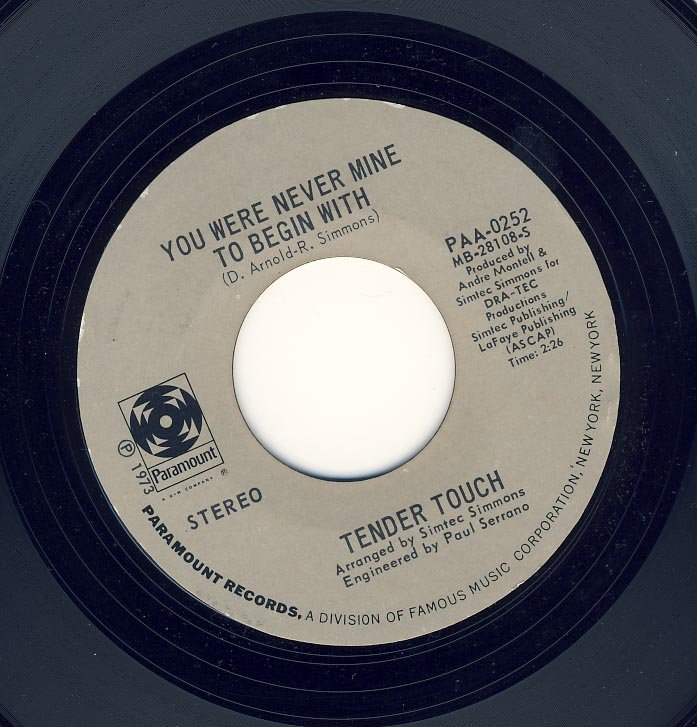 YOU WERE NEVER MINE
TO BEGIN WITH
(D. Arnold-R. Simmons)
PAA-0252
MB-28108-S
Produced by
Andre Montell &
Simtec Simmons for
DRA-TEC
Productions
Simtec Publishing/
LaFaye Publishing
(ASCAP)
Time: 2:26
Paramount
A G+W COMPANY ®
Ⓟ 1973
STEREO
TENDER TOUCH
Arranged by Simtec Simmons
Engineered by Paul Serrano
PARAMOUNT RECORDS, A DIVISION OF FAMOUS MUSIC CORPORATION, NEW YORK, NEW YORK